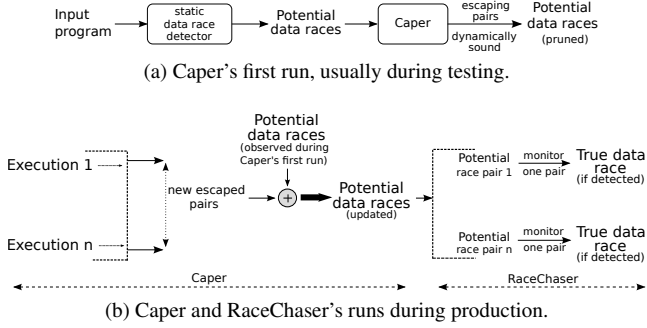 Input program
static data race detector
Potential data races
Caper
escaping pairs
dynamically sound
Potential data races
(pruned)
(a) Caper's first run, usually during testing.
Execution 1
Execution n
new escaped pairs
Potential data races
(observed during Caper's first run)
+
Potential data races
(updated)
Potential race pair 1
monitor one pair
True data race
(if detected)
Potential race pair n
monitor one pair
True data race
(if detected)
Caper
RaceChaser
(b) Caper and RaceChaser's runs during production.